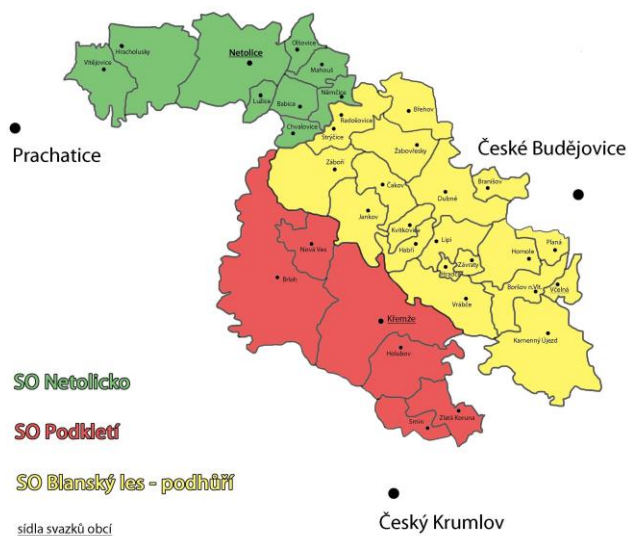 Olšovice
Hracholusky
Netolice
Mahouš
Vitějovice
Němčice
Lužice
Babice
Břehov
Radošovice
Chvalovice
Strýčice
Prachatice
Žabovřesky
České Budějovice
Záboří
Čakov
Branišov
Dubné
Jankov
Kvítkovice
Lipí
Nová Ves
Habří
Planá
Homole
Závraty
Brloh
Boršov n.Vlt.
Včelná
Vrábče
Křemže
Kamenný Újezd
Holubov
SO Netolicko
Zlatá Koruna
SO Podkletí
Srnín
SO Blanský les - podhůří
Český Krumlov
sídla svazků obcí